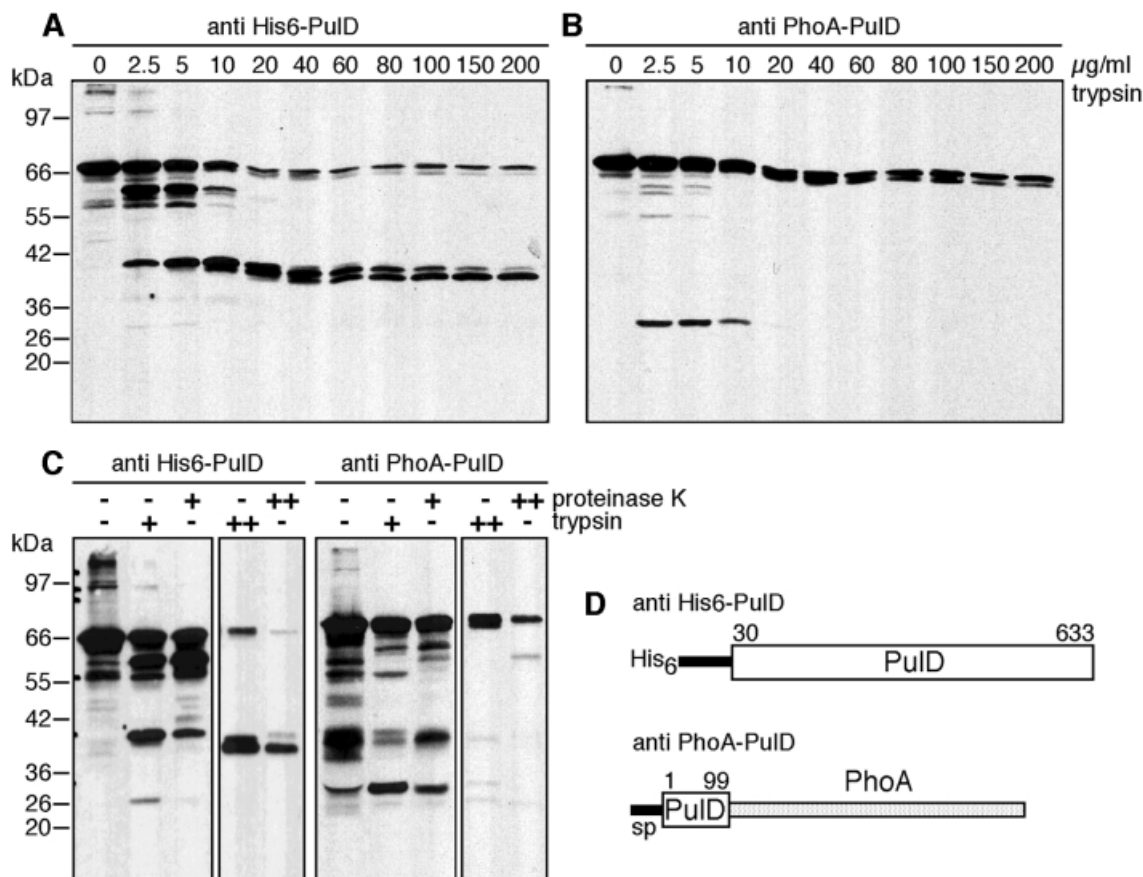 A
anti His6-PulD
kDa 0 2.5 5 10 20 40 60 80 100 150 200
97
66
55
42
36
26
20
B
anti PhoA-PulD
0 2.5 5 10 20 40 60 80 100 150 200 µg/ml
trypsin
C
anti His6-PulD anti PhoA-PulD
- - + - ++ - - + - ++ proteinase K
- + - ++ - - + - ++ - trypsin
kDa
97
66
55
42
36
26
20
D
anti His6-PulD
30 633
His6 PulD
anti PhoA-PulD
1 99 PhoA
sp PulD